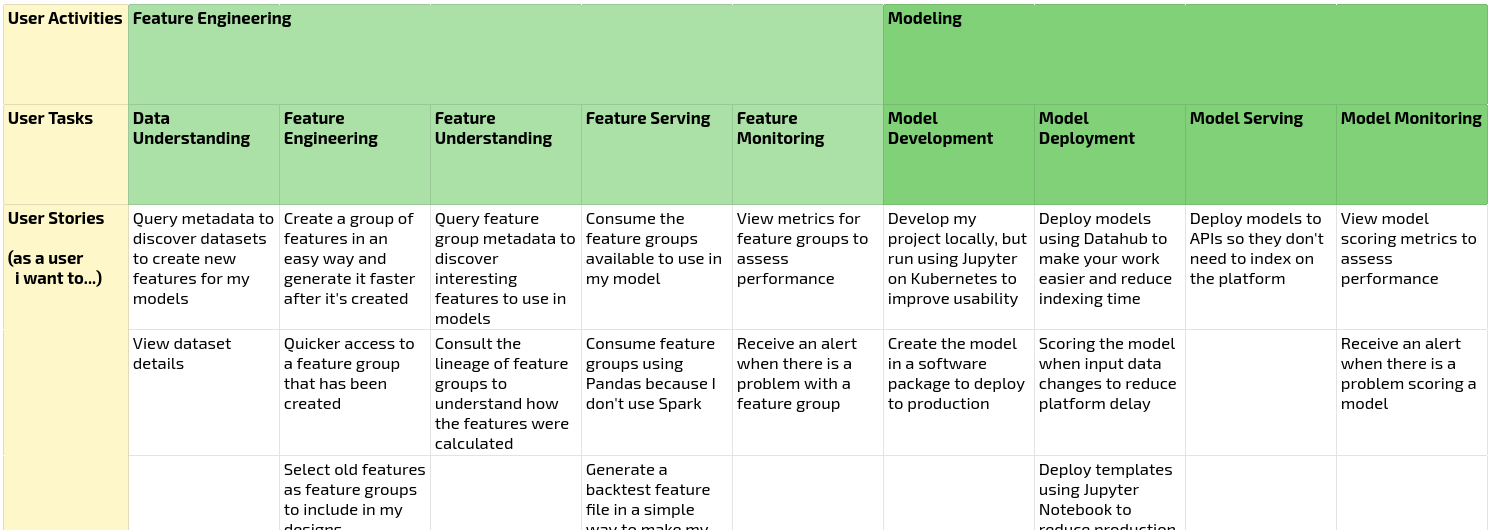 User Activities
Feature Engineering
Modeling
User Tasks
Data
Understanding
Feature
Engineering
Feature
Understanding
Feature Serving
Feature
Monitoring
Model
Development
Model
Deployment
Model Serving
Model Monitoring
User Stories
(as a user
i want to...)
Query metadata to
discover datasets
to create new
features for my
models
Create a group of
features in an
easy way and
generate it faster
after it's created
Query feature
group metadata to
discover
interesting
features to use in
models
Consume the
feature groups
available to use in
my model
View metrics for
feature groups to
assess
performance
Develop my
project locally, but
run using Jupyter
on Kubernetes to
improve usability
Deploy models
using Datahub to
make your work
easier and reduce
indexing time
Deploy models to
APIs so they don't
need to index on
the platform
View model
scoring metrics to
assess
performance
View dataset
details
Quicker access to
a feature group
that has been
created
Consult the
lineage of feature
groups to
understand how
the features were
calculated
Consume feature
groups using
Pandas because I
don't use Spark
Receive an alert
when there is a
problem with a
feature group
Create the model
in a software
package to deploy
to production
Scoring the model
when input data
changes to reduce
platform delay
Receive an alert
when there is a
problem scoring a
model
Select old features
as feature groups
to include in my
designs
Generate a
backtest feature
file in a simple
way to make my
Deploy templates
using Jupyter
Notebook to
reduce production